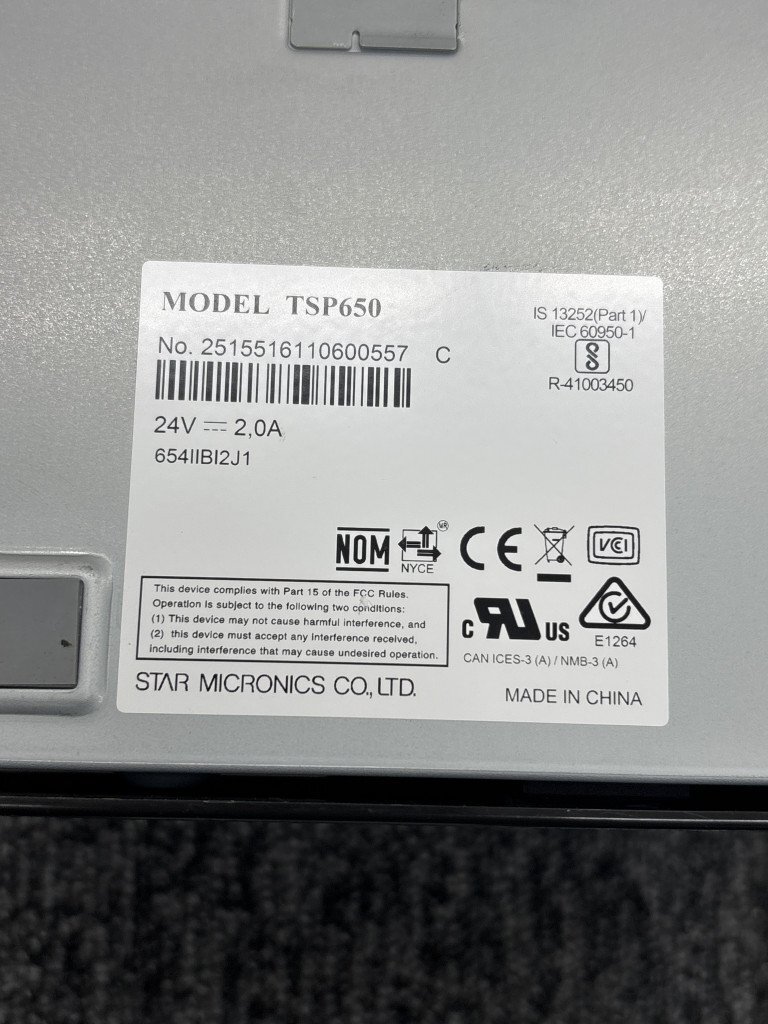 MODEL TSP650
IS 13252(Part 1)/
IEC 60950-1
No. 2515516110600557 C
R-41003450
24V 2,0A
654IIBI2J1
NOM
NYCE
WR
CE
VCI
This device complies with Part 15 of the FCC Rules.
Operation is subject to the following two conditions:
(1) This device may not cause harmful interference, and
(2) this device must accept any interference received,
including interference that may cause undesired operation.
c RU US
E1264
CAN ICES-3 (A) / NMB-3 (A)
STAR MICRONICS CO., LTD.
MADE IN CHINA